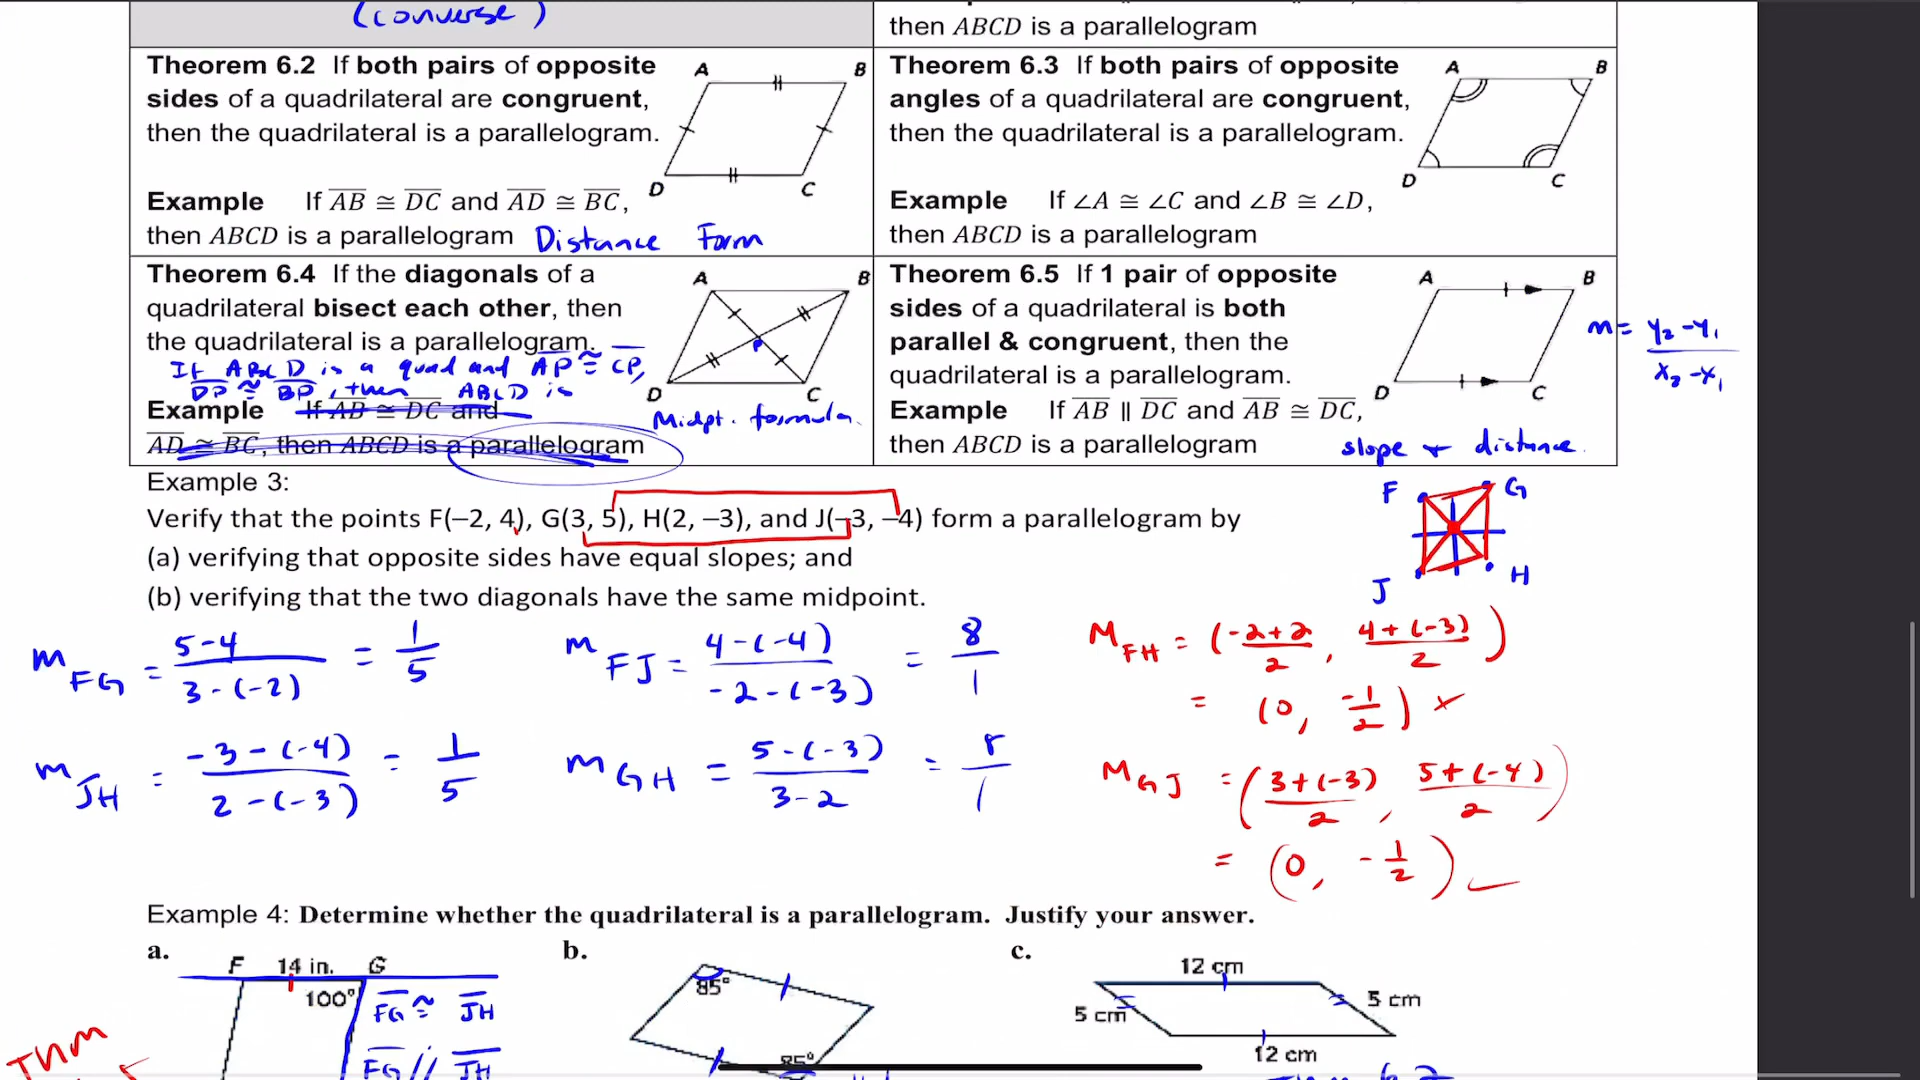 (converse)
then ABCD is a parallelogram
Theorem 6.2 If both pairs of opposite
sides of a quadrilateral are congruent,
then the quadrilateral is a parallelogram.
A B
D C
Example If AB ≅ DC and AD ≅ BC,
then ABCD is a parallelogram Distance Form
Theorem 6.3 If both pairs of opposite
angles of a quadrilateral are congruent,
then the quadrilateral is a parallelogram.
A B
D C
Example If ∠A ≅ ∠C and ∠B ≅ ∠D,
then ABCD is a parallelogram
Theorem 6.4 If the diagonals of a
quadrilateral bisect each other, then
the quadrilateral is a parallelogram.
If ABCD is a quad and AP ≅ CP,
DP ≅ BP, then ABCD is
Example If AB ≅ DC and
AD ≅ BC, then ABCD is a parallelogram
A B
P
D C
Midpt. formula.
Theorem 6.5 If 1 pair of opposite
sides of a quadrilateral is both
parallel & congruent, then the
quadrilateral is a parallelogram.
Example If AB ∥ DC and AB ≅ DC,
then ABCD is a parallelogram
A B
D C
slope + distance.
m = y₂ - y₁
x₂ - x₁
Example 3:
Verify that the points F(−2, 4), G(3, 5), H(2, −3), and J(−3, −4) form a parallelogram by
(a) verifying that opposite sides have equal slopes; and
(b) verifying that the two diagonals have the same midpoint.
F G
J H
m FG = 5-4 / 3-(-2) = 1/5
m FJ = 4-(-4) / -2-(-3) = 8/1
M FH = (-2+2 / 2, 4+(-3) / 2)
= (0, -1/2)
m JH = -3-(-4) / 2-(-3) = 1/5
m GH = 5-(-3) / 3-2 = 8/1
M GJ = (3+(-3) / 2, 5+(-4) / 2)
= (0, -1/2)
Example 4: Determine whether the quadrilateral is a parallelogram. Justify your answer.
a.
F 14 in. G
100°
FG ≅ JH
FG // JH
Thm
b.
85°
85°
c.
12 cm
5 cm
5 cm
12 cm